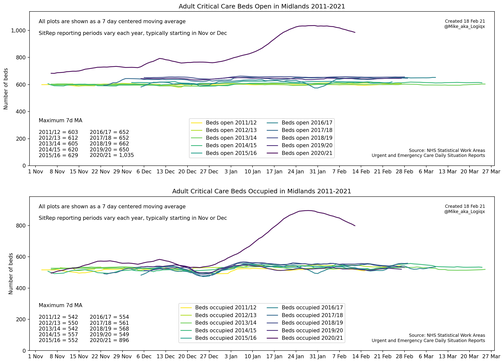 Adult Critical Care Beds Open in Midlands 2011-2021
All plots are shown as a 7 day centered moving average
SitRep reporting periods vary each year, typically starting in Nov or Dec
Created 18 Feb 21
@Mike_aka_Logiqx
Number of beds
1,000
800
600
400
200
0
Maximum 7d MA
2011/12 = 603 2016/17 = 652
2012/13 = 612 2017/18 = 652
2013/14 = 605 2018/19 = 662
2014/15 = 620 2019/20 = 650
2015/16 = 629 2020/21 = 1,035
Beds open 2011/12 Beds open 2016/17
Beds open 2012/13 Beds open 2017/18
Beds open 2013/14 Beds open 2018/19
Beds open 2014/15 Beds open 2019/20
Beds open 2015/16 Beds open 2020/21
Source: NHS Statistical Work Areas
Urgent and Emergency Care Daily Situation Reports
1 Nov 8 Nov 15 Nov 22 Nov 29 Nov 6 Dec 13 Dec 20 Dec 27 Dec 3 Jan 10 Jan 17 Jan 24 Jan 31 Jan 7 Feb 14 Feb 21 Feb 28 Feb 6 Mar 13 Mar 20 Mar 27 Mar
Adult Critical Care Beds Occupied in Midlands 2011-2021
All plots are shown as a 7 day centered moving average
SitRep reporting periods vary each year, typically starting in Nov or Dec
Created 18 Feb 21
@Mike_aka_Logiqx
Number of beds
800
600
400
200
0
Maximum 7d MA
2011/12 = 542 2016/17 = 554
2012/13 = 550 2017/18 = 561
2013/14 = 542 2018/19 = 568
2014/15 = 557 2019/20 = 549
2015/16 = 552 2020/21 = 896
Beds occupied 2011/12 Beds occupied 2016/17
Beds occupied 2012/13 Beds occupied 2017/18
Beds occupied 2013/14 Beds occupied 2018/19
Beds occupied 2014/15 Beds occupied 2019/20
Beds occupied 2015/16 Beds occupied 2020/21
Source: NHS Statistical Work Areas
Urgent and Emergency Care Daily Situation Reports
1 Nov 8 Nov 15 Nov 22 Nov 29 Nov 6 Dec 13 Dec 20 Dec 27 Dec 3 Jan 10 Jan 17 Jan 24 Jan 31 Jan 7 Feb 14 Feb 21 Feb 28 Feb 6 Mar 13 Mar 20 Mar 27 Mar